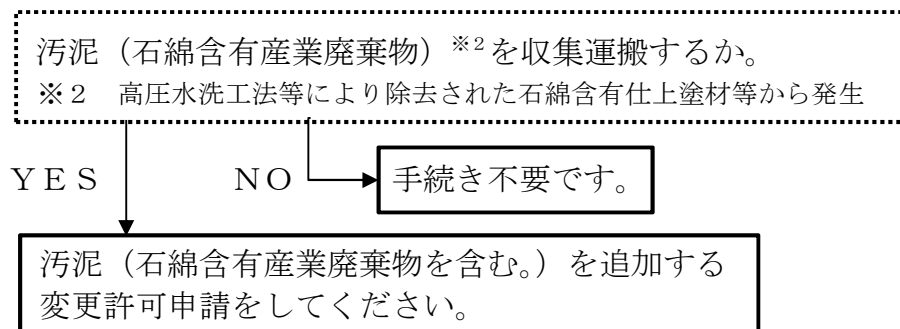 汚泥（石綿含有産業廃棄物）※2を収集運搬するか。
※２　高圧水洗工法等により除去された石綿含有仕上塗材等から発生
ＹＥＳ
ＮＯ
手続き不要です。
汚泥（石綿含有産業廃棄物を含む。）を追加する
変更許可申請をしてください。